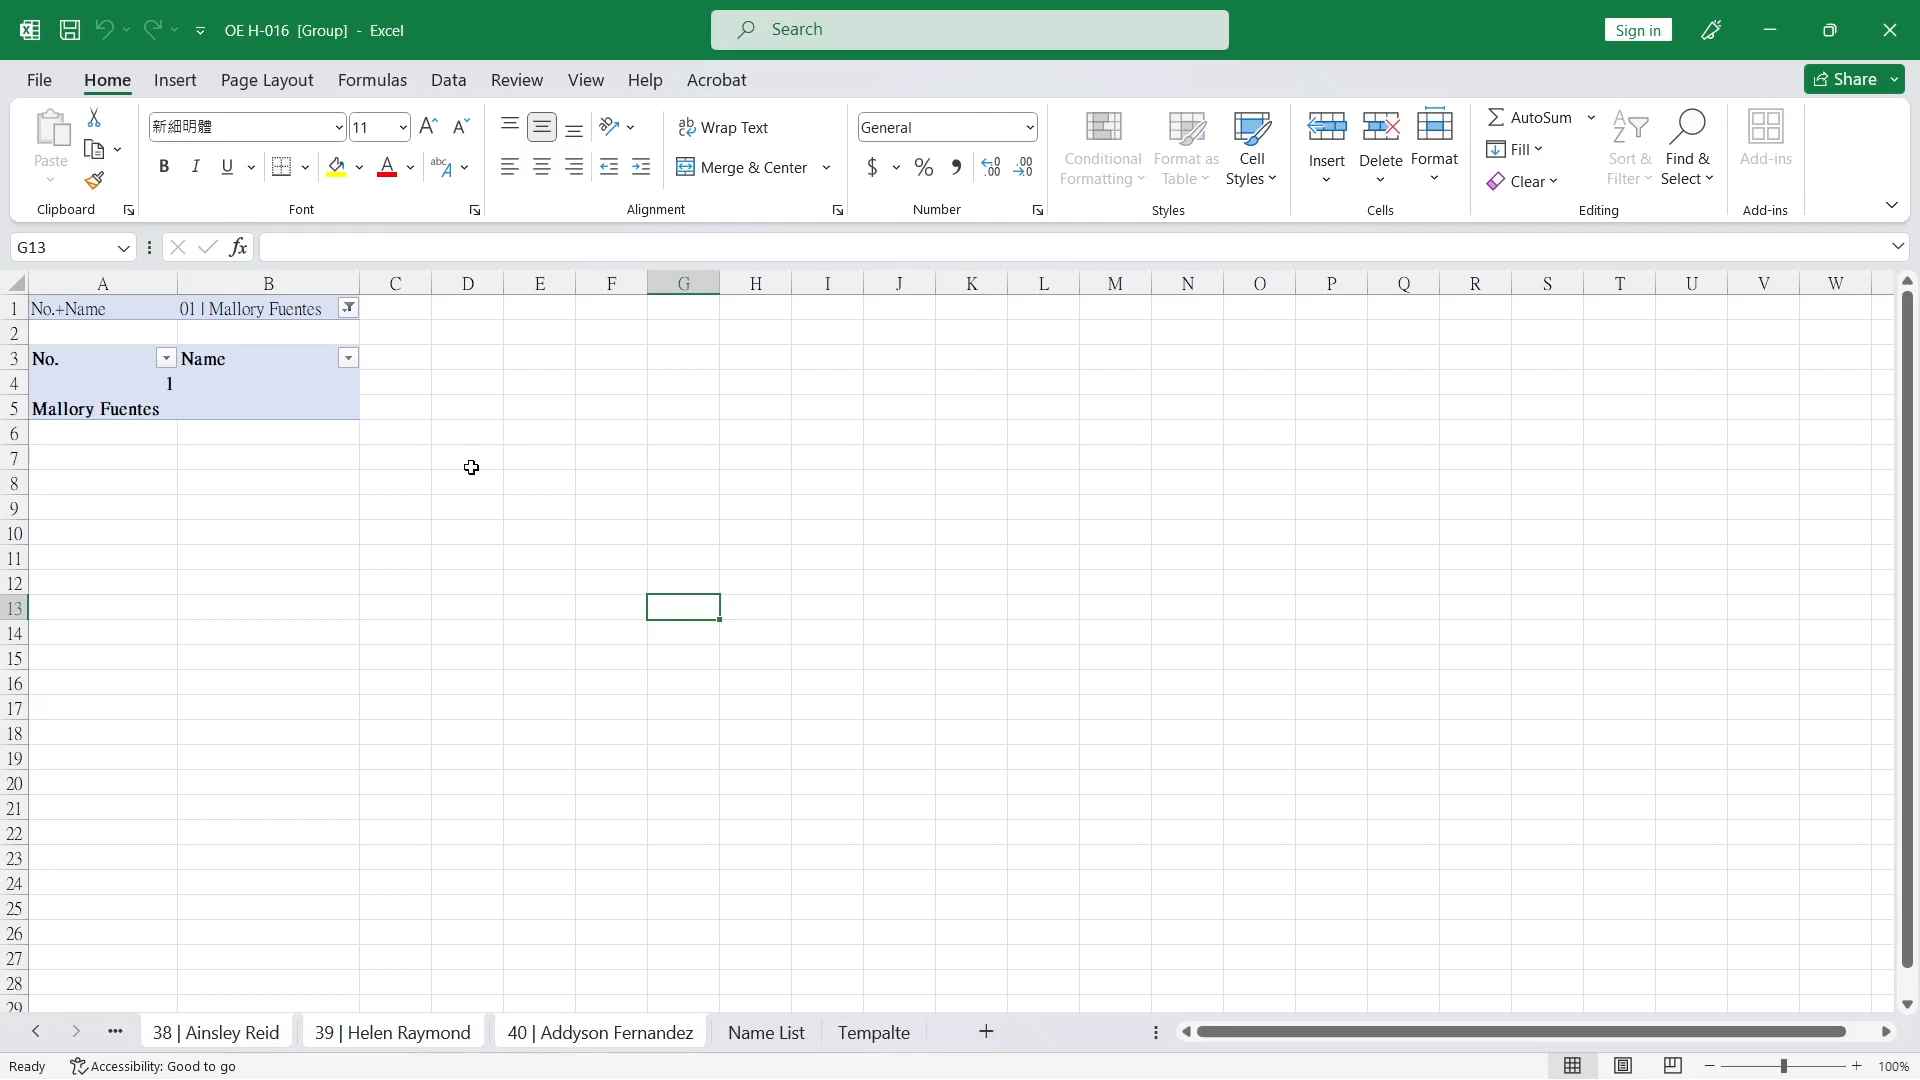 OE H-016 [Group] - Excel
Search
Sign in
File Home Insert Page Layout Formulas Data Review View Help Acrobat
Share
Paste
Clipboard
新細明體 11
B I U
Font
Wrap Text
Merge & Center
Alignment
General
$ % 9
Number
Conditional Formatting
Format as Table
Cell Styles
Styles
Insert Delete Format
Cells
AutoSum
Fill
Clear
Sort & Filter
Find & Select
Editing
Add-ins
Add-ins
G13 fx
A B C D E F G H I J K L M N O P Q R S T U V W
1 No.+Name 01 | Mallory Fuentes
2
3 No. Name
4 1
5 Mallory Fuentes
6
7
8
9
10
11
12
13
14
15
16
17
18
19
20
21
22
23
24
25
26
27
28
29
38 | Ainsley Reid 39 | Helen Raymond 40 | Addyson Fernandez Name List Tempalte
Ready Accessibility: Good to go 100%